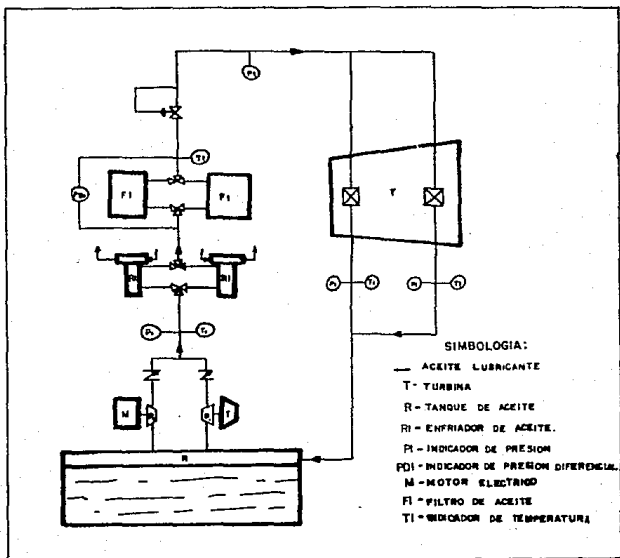 PI
TI
PDI
FI
FI
T
RI
RI
PI
TI
PI
TI
PI
TI
M
B
B
T
R
SIMBOLOGIA:
— ACEITE LUBRICANTE
T- TURBINA
R- TANQUE DE ACEITE
RI- ENFRIADOR DE ACEITE.
PI- INDICADOR DE PRESION
PDI- INDICADOR DE PRESION DIFERENCIAL.
M- MOTOR ELECTRICO
FI- FILTRO DE ACEITE
TI- INDICADOR DE TEMPERATURA